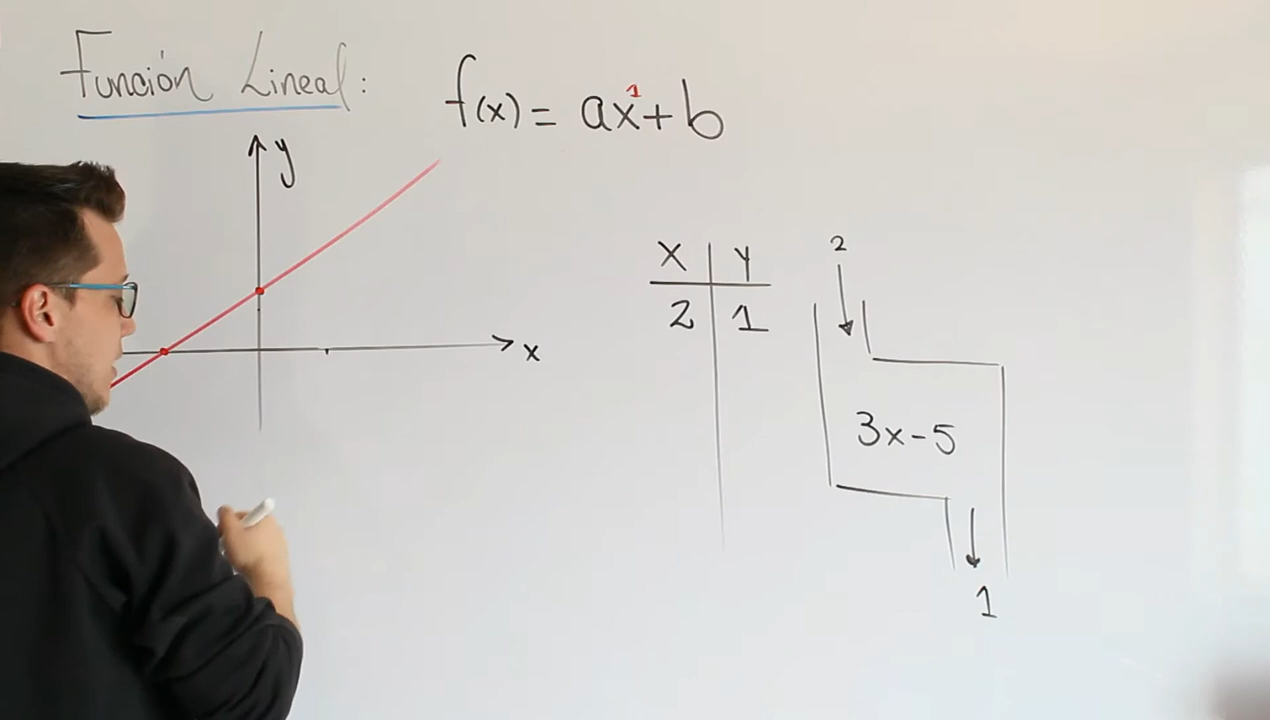 Función Lineal:
f(x) = ax¹ + b
y
x
X Y
2 1
2
3x-5
1